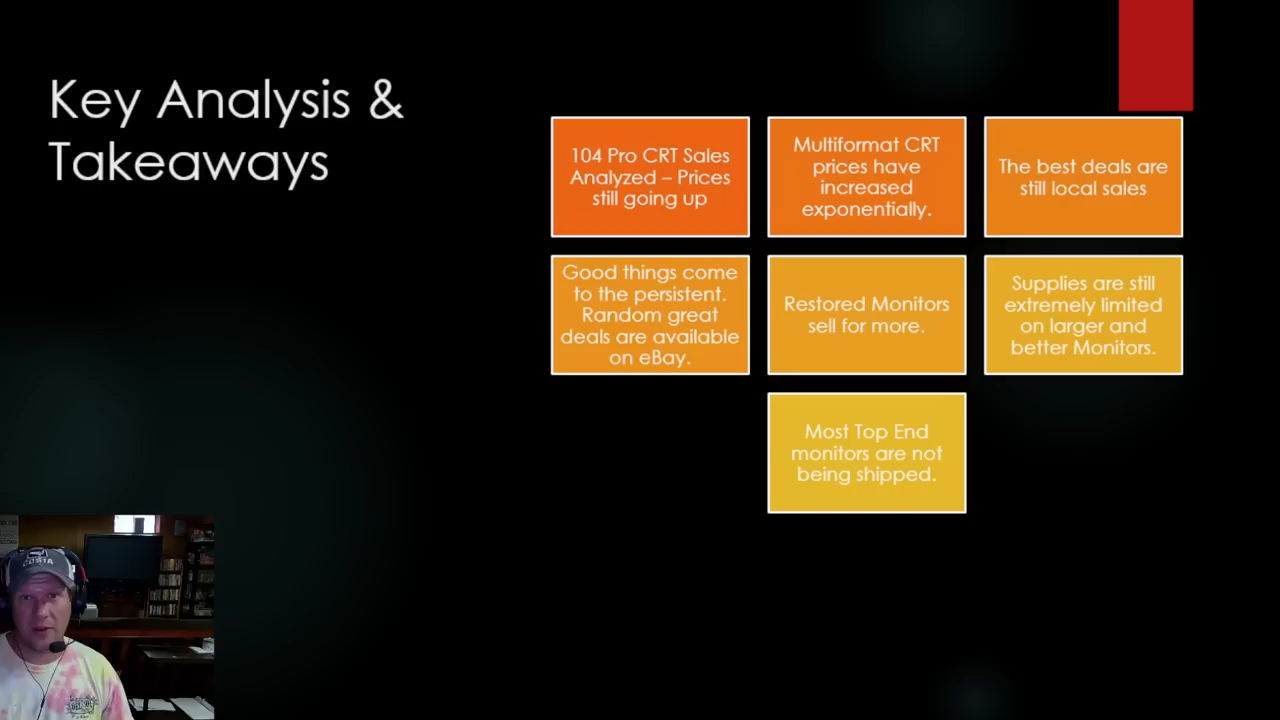 Key Analysis &
Takeaways
104 Pro CRT Sales
Analyzed – Prices
still going up
Multiformat CRT
prices have
increased
exponentially.
The best deals are
still local sales
Good things come
to the persistent.
Random great
deals are available
on eBay.
Restored Monitors
sell for more.
Supplies are still
extremely limited
on larger and
better Monitors.
Most Top End
monitors are not
being shipped.
COSTA